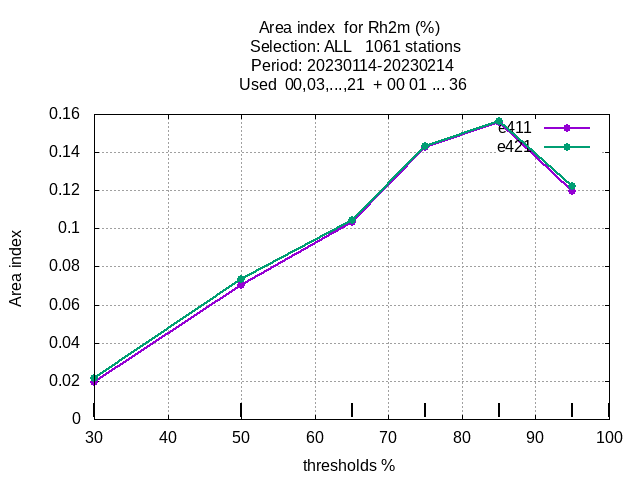 Area index  for Rh2m (%)
Selection: ALL   1061 stations
Period: 20230114-20230214
Used  00,03,...,21  + 00 01 ... 36
0.16
0.14
0.12
0.1
0.08
0.06
0.04
0.02
0
Area index
e411
e421
30 40 50 60 70 80 90 100
thresholds %